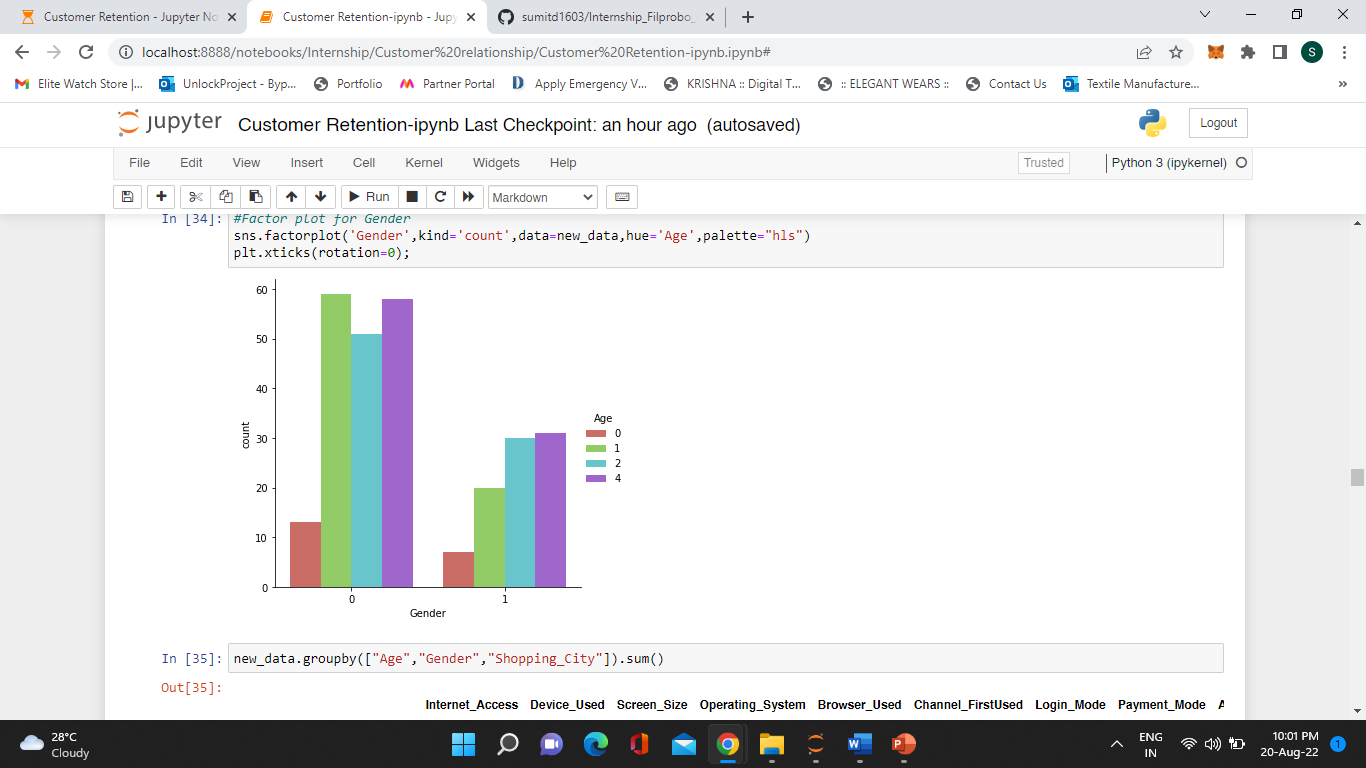 Customer Retention - Jupyter No
Customer Retention-ipynb - Jupy
sumitd1603/Internship_Filprobo_
localhost:8888/notebooks/Internship/Customer%20relationship/Customer%20Retention-ipynb.ipynb#
S
Elite Watch Store |...
UnlockProject - Byp...
Portfolio
Partner Portal
D Apply Emergency V...
KRISHNA :: Digital T...
:: ELEGANT WEARS ::
Contact Us
Textile Manufacture...
»
jupyter Customer Retention-ipynb Last Checkpoint: an hour ago (autosaved)
Logout
File Edit View Insert Cell Kernel Widgets Help
Trusted
Python 3 (ipykernel)
Run
Markdown
In [34]: #Factor plot for Gender
sns.factorplot('Gender',kind='count',data=new_data,hue='Age',palette="hls")
plt.xticks(rotation=0);
60
50
40
30
20
10
0
count
0 1
Gender
Age
0
1
2
4
In [35]: new_data.groupby(["Age","Gender","Shopping_City"]).sum()
Out[35]:
Internet_Access Device_Used Screen_Size Operating_System Browser_Used Channel_FirstUsed Login_Mode Payment_Mode A
28°C
Cloudy
ENG
IN
10:01 PM
20-Aug-22
1